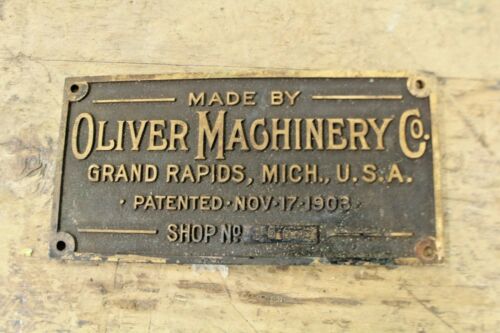 MADE BY
OLIVER MACHINERY CO.
GRAND RAPIDS, MICH., U.S.A.
· PATENTED · NOV · 17 · 1903 ·
SHOP NO